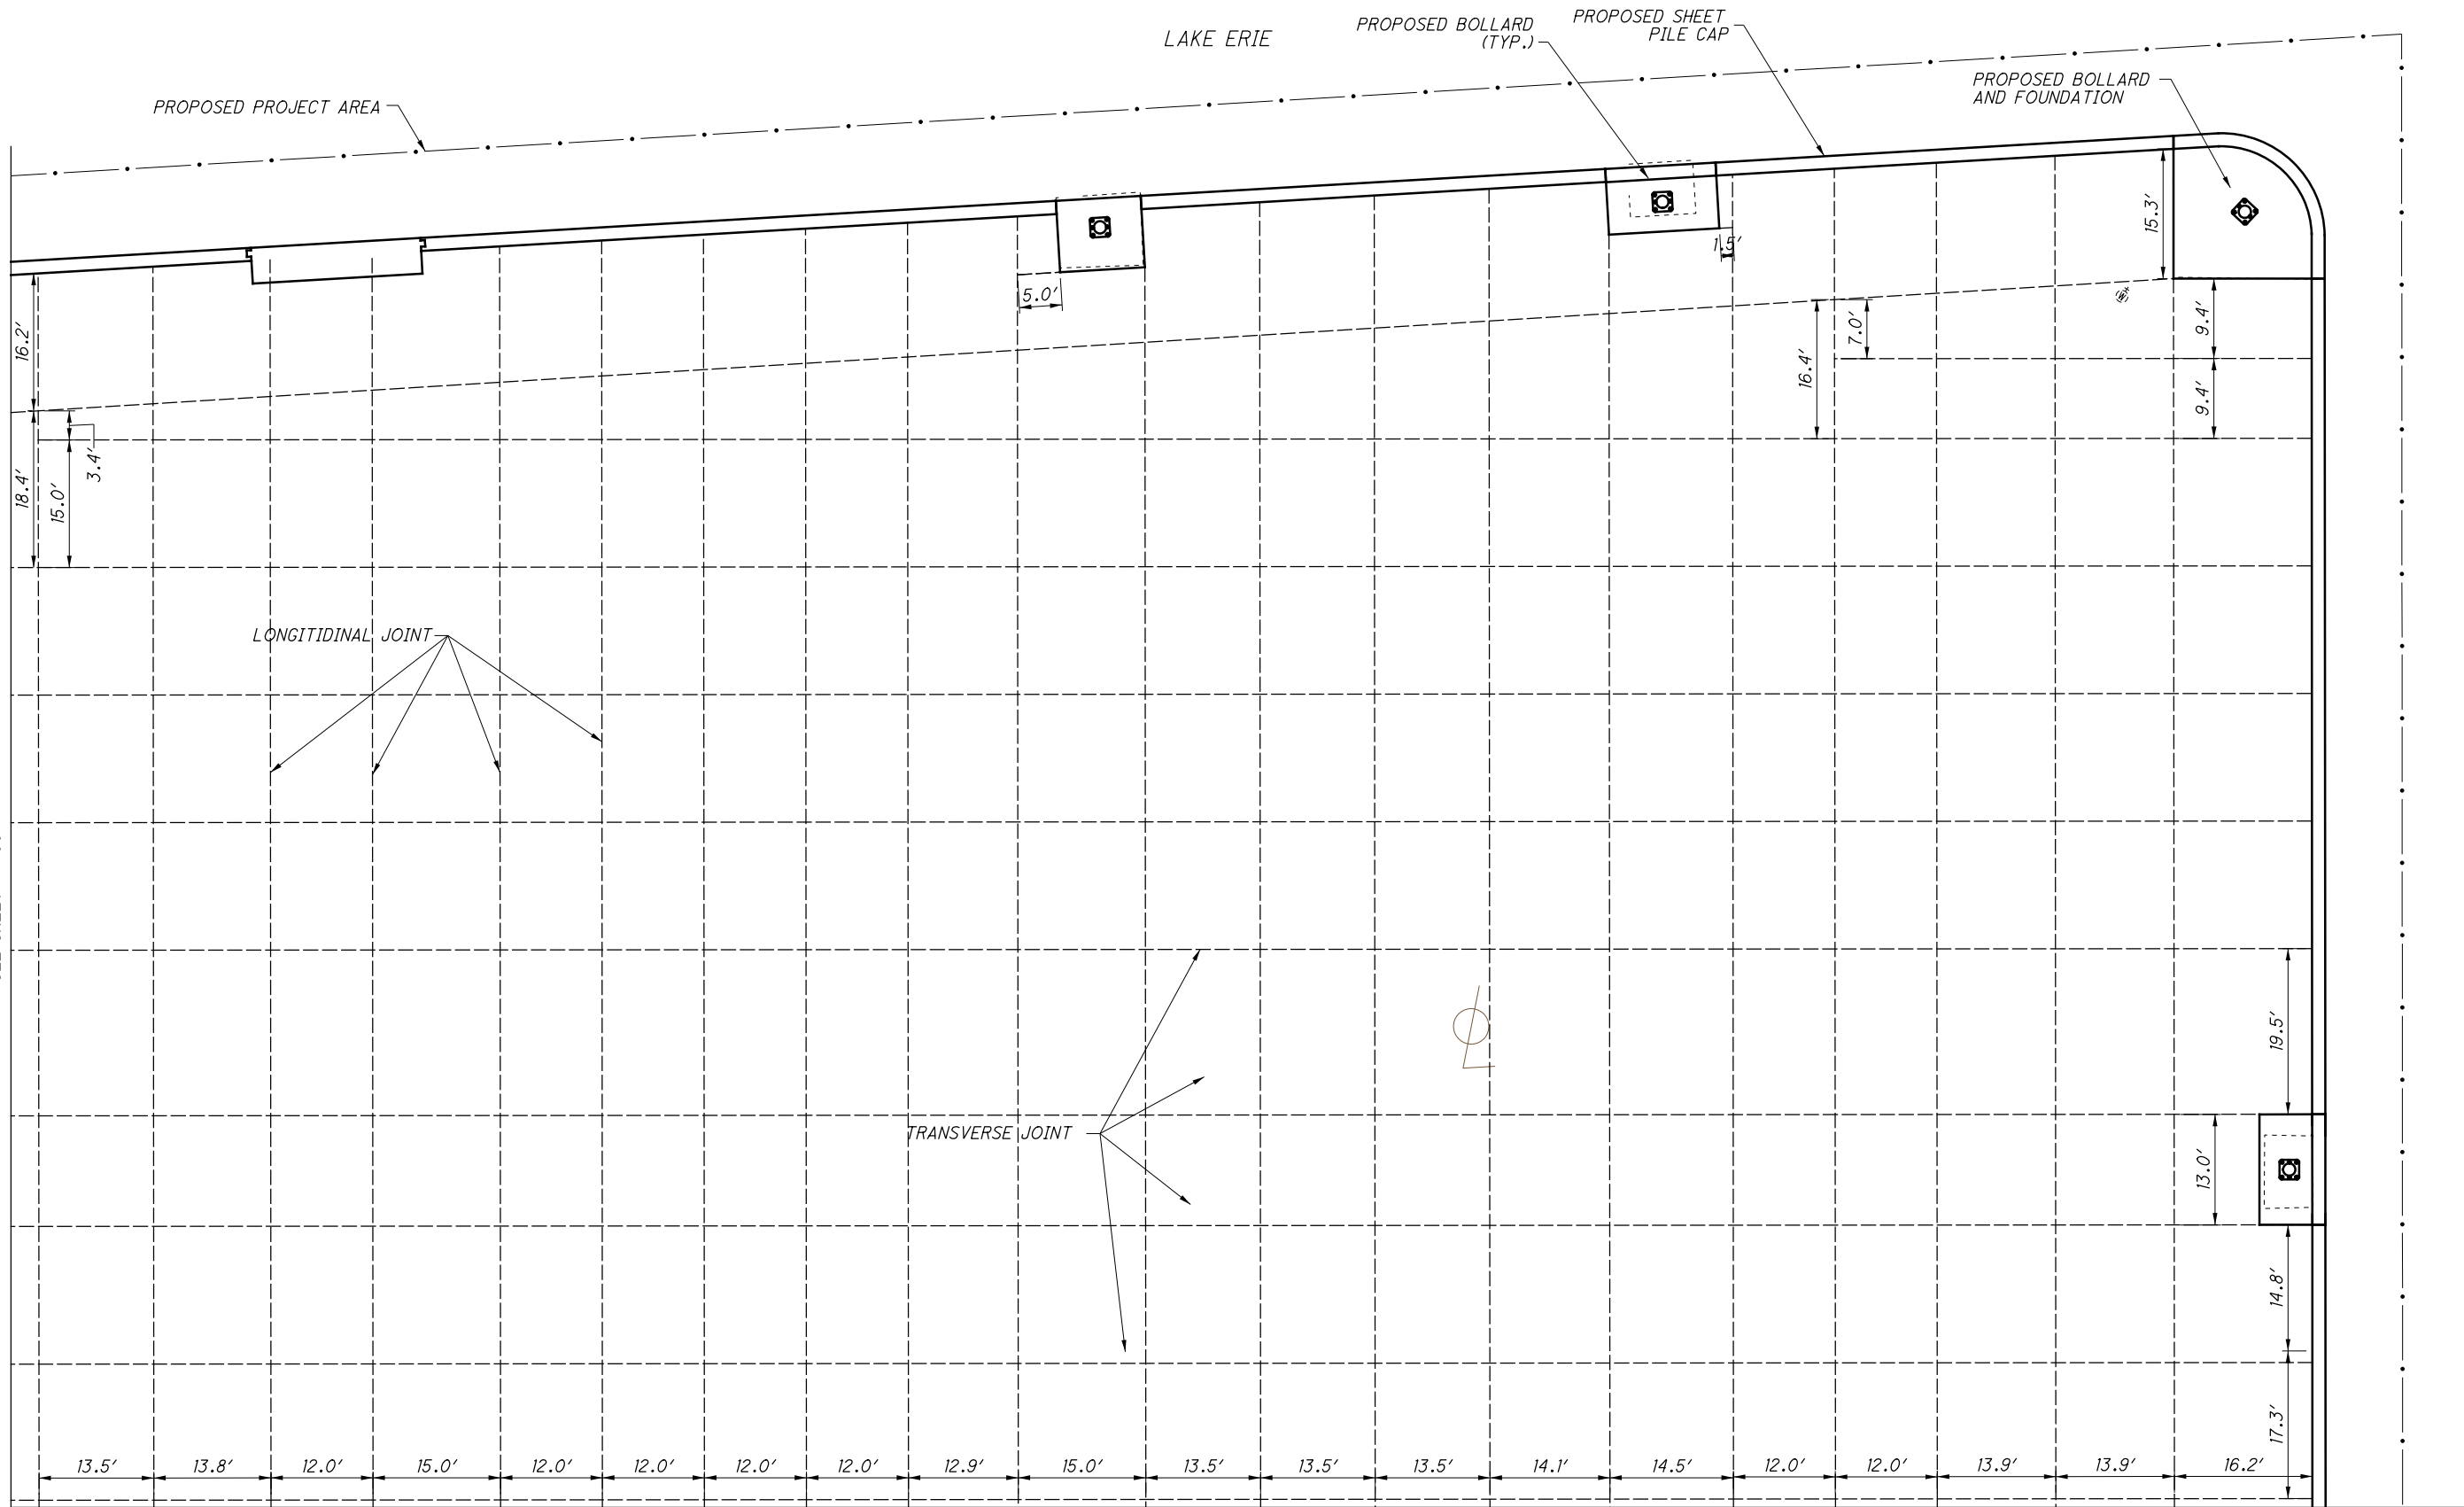 LAKE ERIE
PROPOSED BOLLARD
(TYP.)
PROPOSED SHEET
PILE CAP
PROPOSED BOLLARD
AND FOUNDATION
PROPOSED PROJECT AREA
15.3'
1.5'
5.0'
16.2'
3.4'
18.4'
15.0'
7.0'
16.4'
9.4'
9.4'
LONGITIDINAL JOINT
TRANSVERSE JOINT
19.5'
13.0'
14.8'
17.3'
13.5' 13.8' 12.0' 15.0' 12.0' 12.0' 12.0' 12.0' 12.9' 15.0' 13.5' 13.5' 13.5' 14.1' 14.5' 12.0' 12.0' 13.9' 13.9' 16.2'